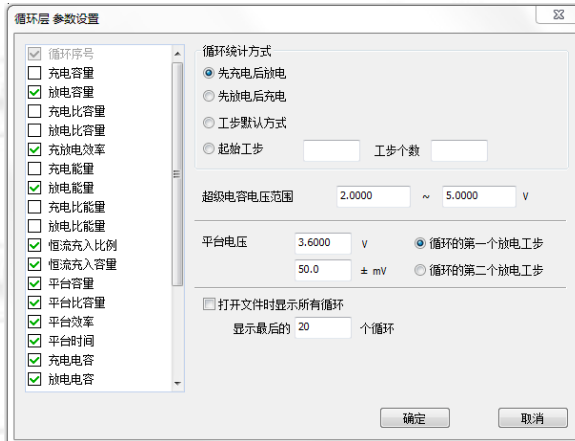 循环层 参数设置
循环序号
充电容量
放电容量
充电比容量
放电比容量
充放电效率
充电能量
放电能量
充电比能量
放电比能量
恒流充入比例
恒流充入容量
平台容量
平台比容量
平台效率
平台时间
充电电容
放电电容
循环统计方式
先充电后放电
先放电后充电
工步默认方式
起始工步 工步个数
超级电容电压范围 2.0000 ~ 5.0000 V
平台电压 3.6000 V 循环的第一个放电工步
50.0 ± mV 循环的第二个放电工步
打开文件时显示所有循环
显示最后的 20 个循环
确定 取消